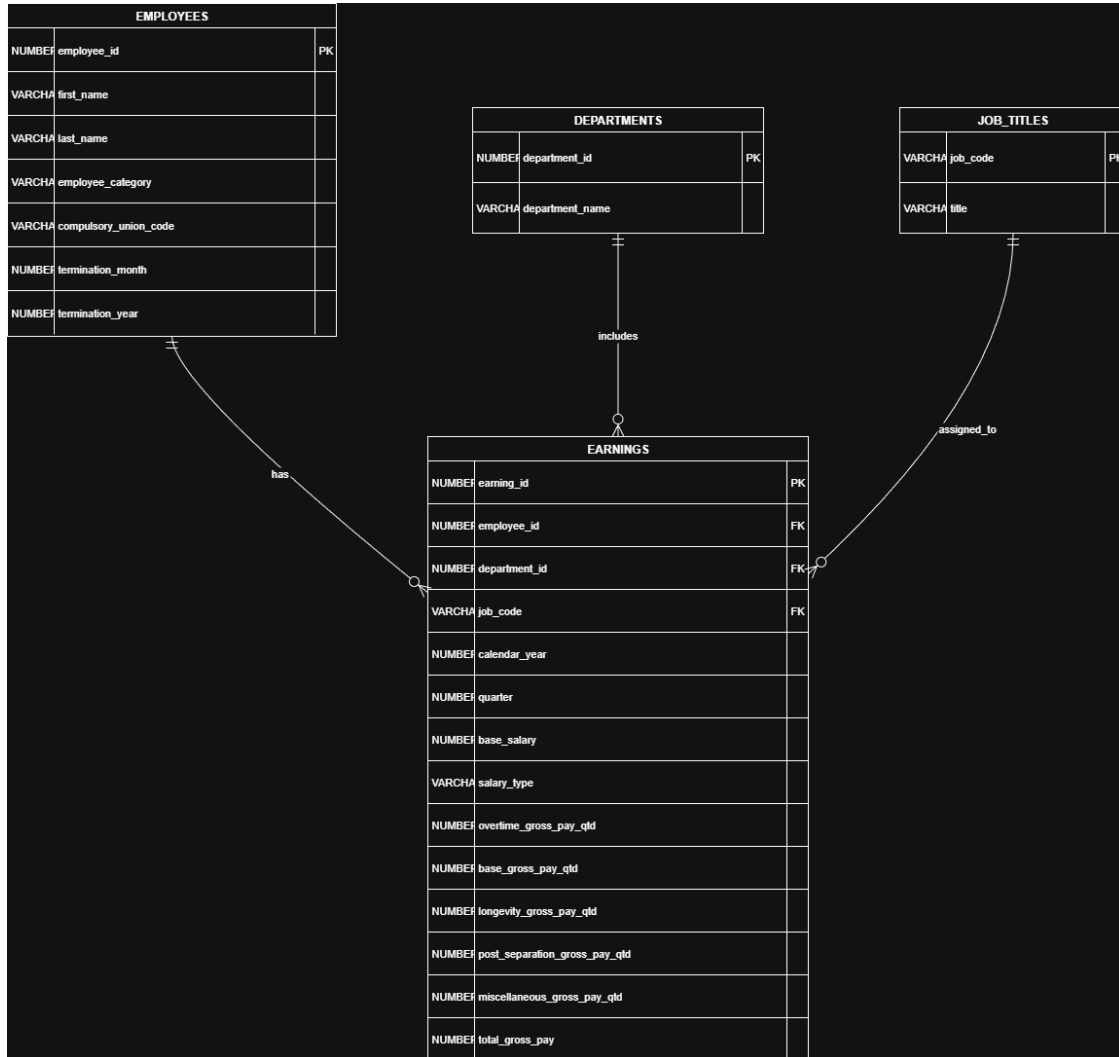 EMPLOYEES
NUMBER employee_id PK
VARCHA first_name
VARCHA last_name
VARCHA employee_category
VARCHA compulsory_union_code
NUMBER termination_month
NUMBER termination_year
DEPARTMENTS
NUMBER department_id PK
VARCHA department_name
JOB_TITLES
VARCHA job_code PK
VARCHA title
has
includes
assigned_to
EARNINGS
NUMBER earning_id PK
NUMBER employee_id FK
NUMBER department_id FK
VARCHA job_code FK
NUMBER calendar_year
NUMBER quarter
NUMBER base_salary
VARCHA salary_type
NUMBER overtime_gross_pay_qtd
NUMBER base_gross_pay_qtd
NUMBER longevity_gross_pay_qtd
NUMBER post_separation_gross_pay_qtd
NUMBER miscellaneous_gross_pay_qtd
NUMBER total_gross_pay